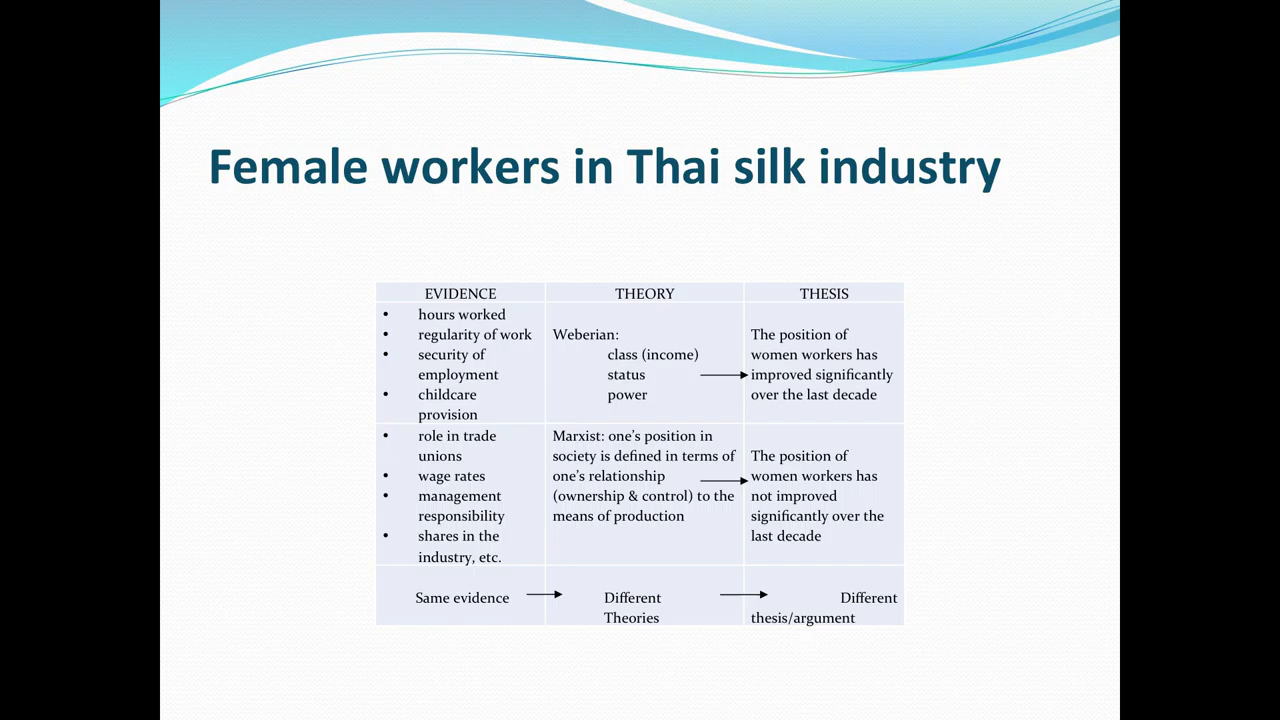 Female workers in Thai silk industry
EVIDENCE
THEORY
THESIS
• hours worked
• regularity of work
• security of
employment
• childcare
provision
Weberian:
class (income)
status
power
The position of
women workers has
improved significantly
over the last decade
• role in trade
unions
• wage rates
• management
responsibility
• shares in the
industry, etc.
Marxist: one's position in
society is defined in terms of
one's relationship
(ownership & control) to the
means of production
The position of
women workers has
not improved
significantly over the
last decade
Same evidence
Different
Theories
Different
thesis/argument